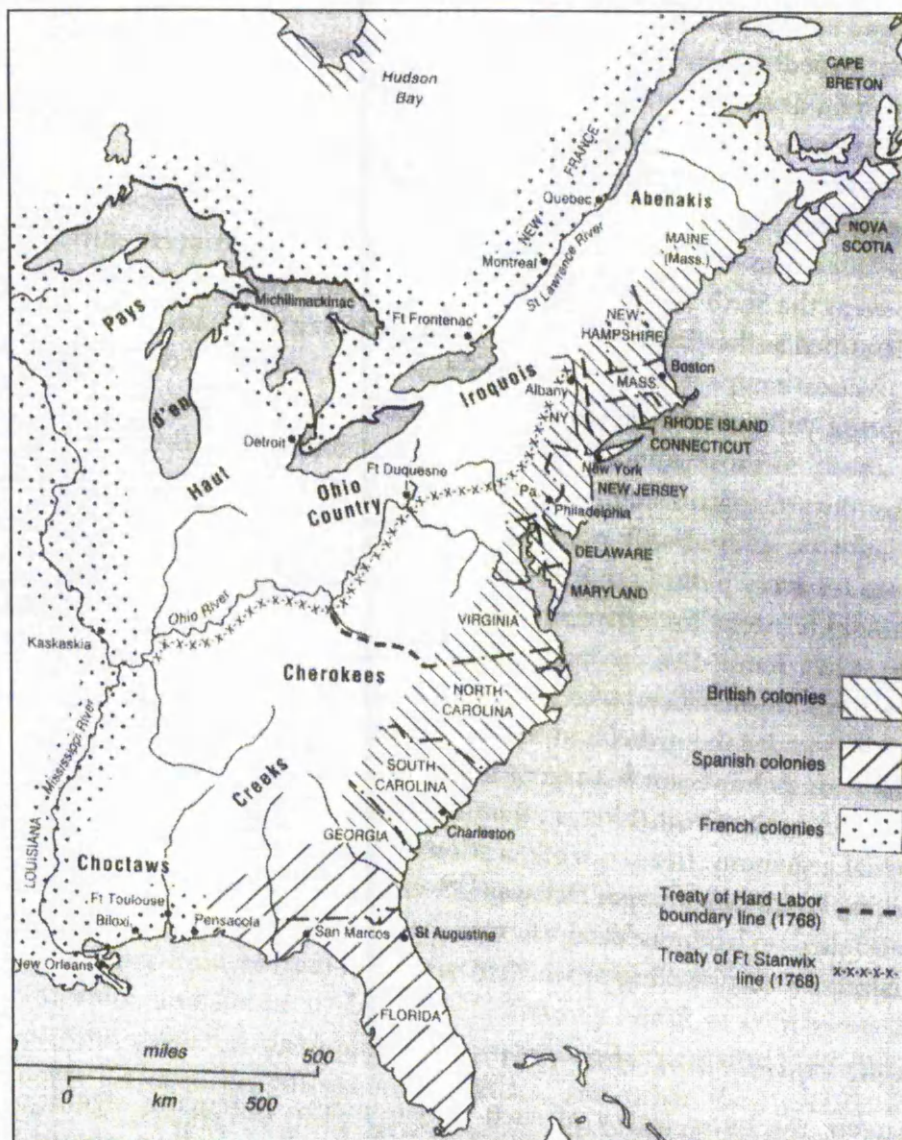 Hudson
Bay
CAPE
BRETON
NEW FRANCE
Quebec
Abenakis
NOVA
SCOTIA
MAINE
(Mass.)
Montreal
St Lawrence River
Michilimackinac
Pays
Ft Frontenac
NEW
HAMPSHIRE
Iroquois
Boston
Albany
MASS.
d'en
NY
RHODE ISLAND
CONNECTICUT
Detroit
Haut
Ft Duquesne
New York
Ohio
Country
Pa.
NEW JERSEY
Philadelphia
DELAWARE
MARYLAND
Ohio River
VIRGINIA
Kaskaskia
Cherokees
NORTH
CAROLINA
British colonies
Mississippi River
Creeks
SOUTH
CAROLINA
Spanish colonies
GEORGIA
Charleston
French colonies
LOUISIANA
Choctaws
Ft Toulouse
Biloxi
Pensacola
San Marcos
St Augustine
Treaty of Hard Labor
boundary line (1768)
New Orleans
Treaty of Ft Stanwix
line (1768)
FLORIDA
miles
500
0
km
500